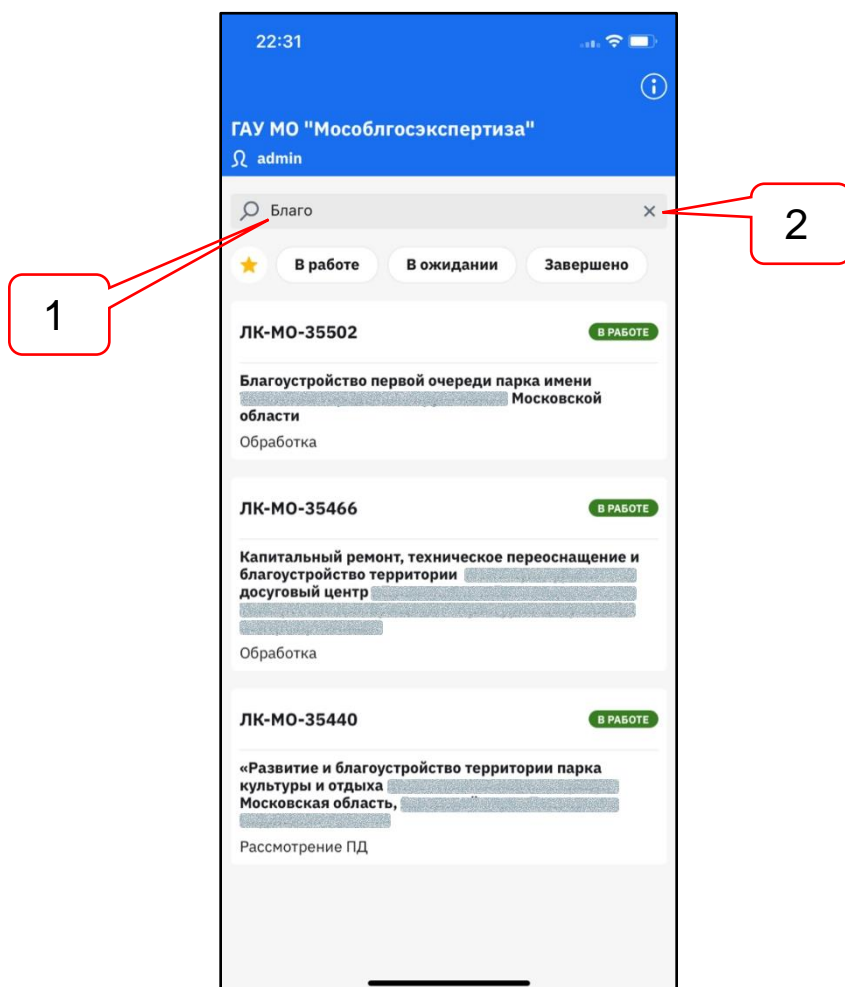 22:31
ГАУ МО "Мособлгосэкспертиза"
admin
Благо
1
2
В работе
В ожидании
Завершено
ЛК-МО-35502
В РАБОТЕ
Благоустройство первой очереди парка имени
Московской
области
Обработка
ЛК-МО-35466
В РАБОТЕ
Капитальный ремонт, техническое переоснащение и
благоустройство территории
досуговый центр
Обработка
ЛК-МО-35440
В РАБОТЕ
«Развитие и благоустройство территории парка
культуры и отдыха
Московская область,
Рассмотрение ПД